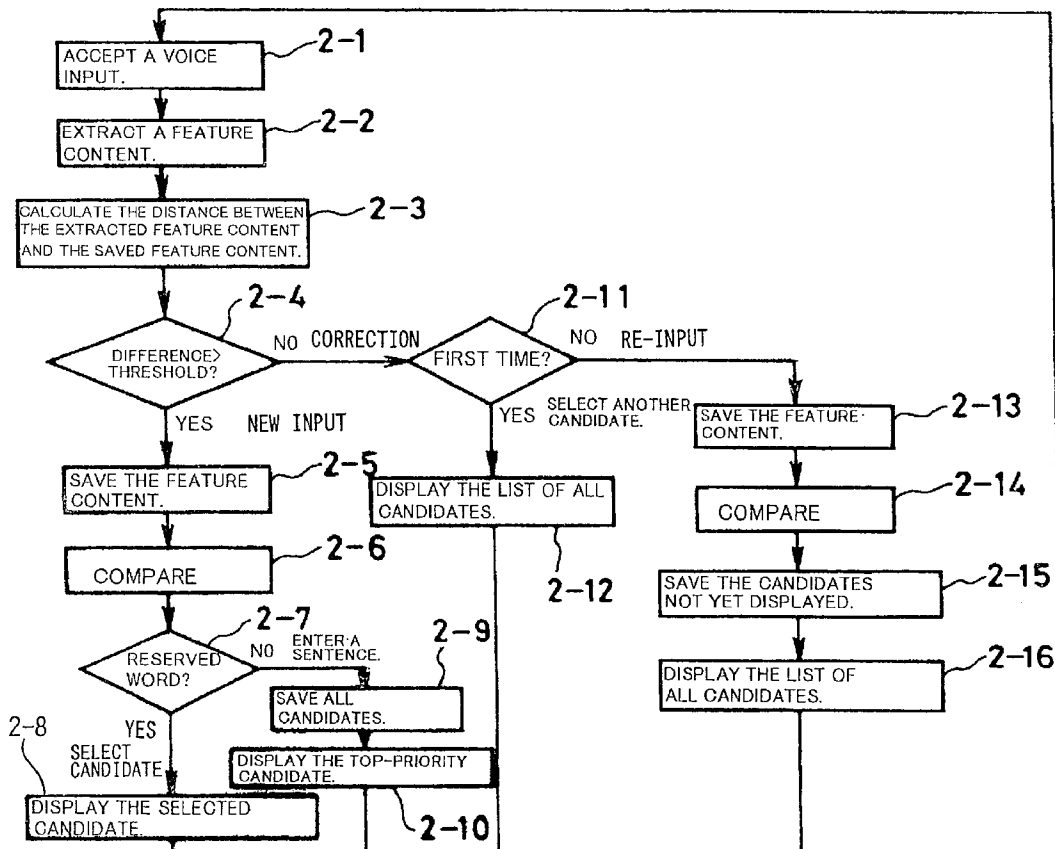 2-1
ACCEPT A VOICE
INPUT.
2-2
EXTRACT A FEATURE
CONTENT.
2-3
CALCULATE THE DISTANCE BETWEEN
THE EXTRACTED FEATURE CONTENT
AND THE SAVED FEATURE CONTENT.
2-4
DIFFERENCE>
THRESHOLD?
NO CORRECTION
2-11
FIRST TIME?
NO RE-INPUT
YES NEW INPUT
YES SELECT ANOTHER
CANDIDATE.
2-13
SAVE THE FEATURE
CONTENT.
2-5
SAVE THE FEATURE
CONTENT.
DISPLAY THE LIST OF ALL
CANDIDATES.
2-12
2-14
COMPARE
2-6
COMPARE
2-15
SAVE THE CANDIDATES
NOT YET DISPLAYED.
2-7
RESERVED
WORD?
NO ENTER A
SENTENCE.
2-9
SAVE ALL
CANDIDATES.
2-16
DISPLAY THE LIST OF
ALL CANDIDATES.
YES
SELECT
CANDIDATE
2-8
DISPLAY THE SELECTED
CANDIDATE.
DISPLAY THE TOP-PRIORITY
CANDIDATE.
2-10